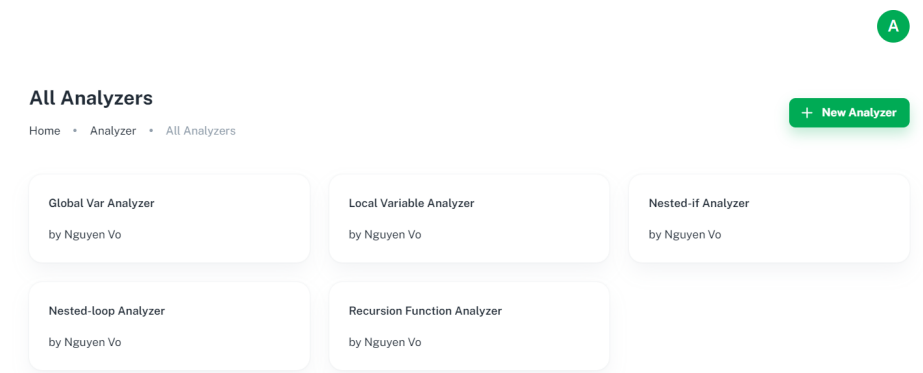 A
All Analyzers
New Analyzer
Home • Analyzer • All Analyzers
Global Var Analyzer
by Nguyen Vo
Local Variable Analyzer
by Nguyen Vo
Nested-if Analyzer
by Nguyen Vo
Nested-loop Analyzer
by Nguyen Vo
Recursion Function Analyzer
by Nguyen Vo